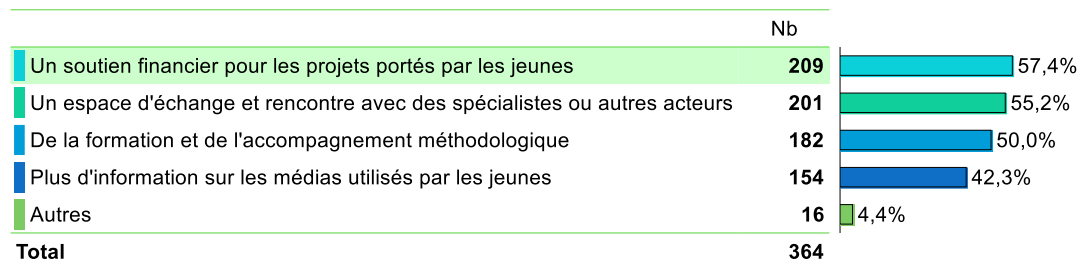 Nb
Un soutien financier pour les projets portés par les jeunes 209 57,4%
Un espace d'échange et rencontre avec des spécialistes ou autres acteurs 201 55,2%
De la formation et de l'accompagnement méthodologique 182 50,0%
Plus d'information sur les médias utilisés par les jeunes 154 42,3%
Autres 16 4,4%
Total 364